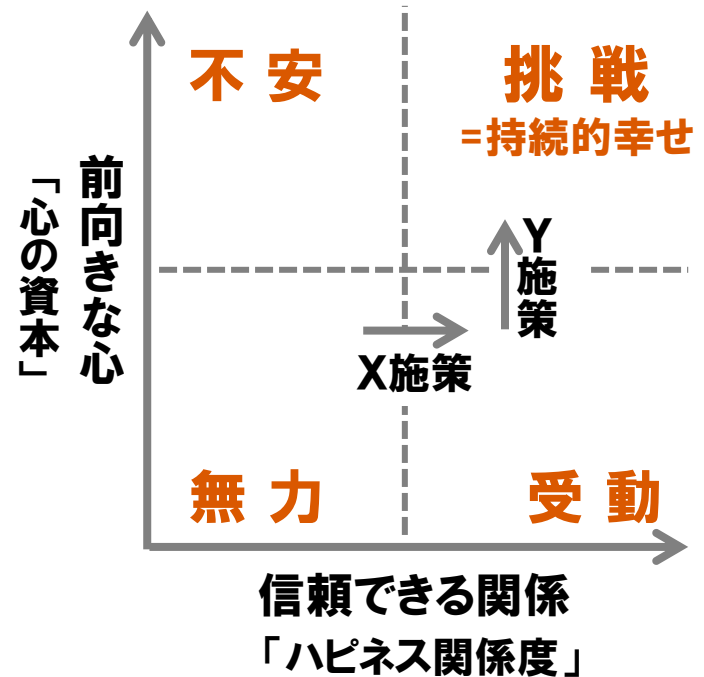 不安
挑戦
=持続的幸せ
前向きな心
「心の資本」
Y施策
X施策
無力
受動
信頼できる関係
「ハピネス関係度」